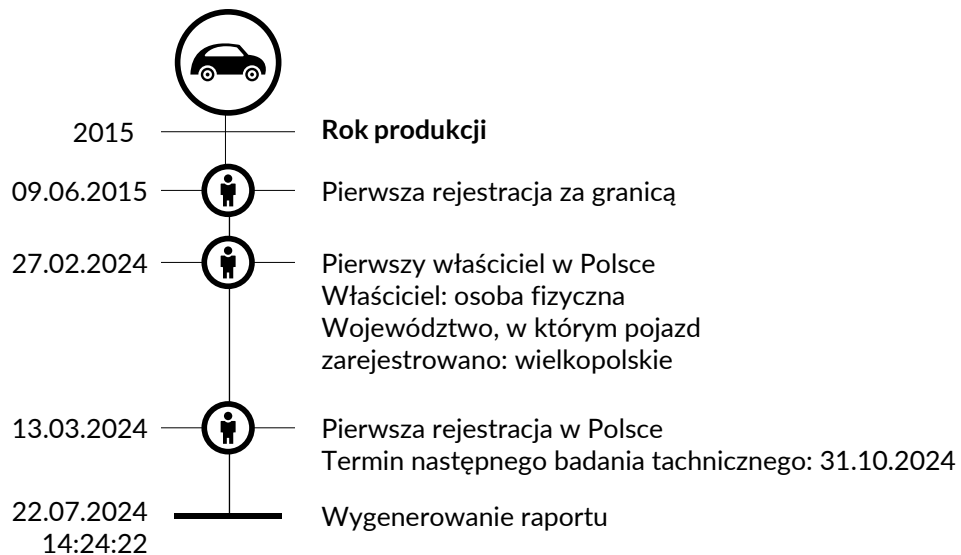 2015 Rok produkcji
09.06.2015 Pierwsza rejestracja za granicą
27.02.2024 Pierwszy właściciel w Polsce
Właściciel: osoba fizyczna
Województwo, w którym pojazd
zarejestrowano: wielkopolskie
13.03.2024 Pierwsza rejestracja w Polsce
Termin następnego badania tachnicznego: 31.10.2024
22.07.2024 Wygenerowanie raportu
14:24:22